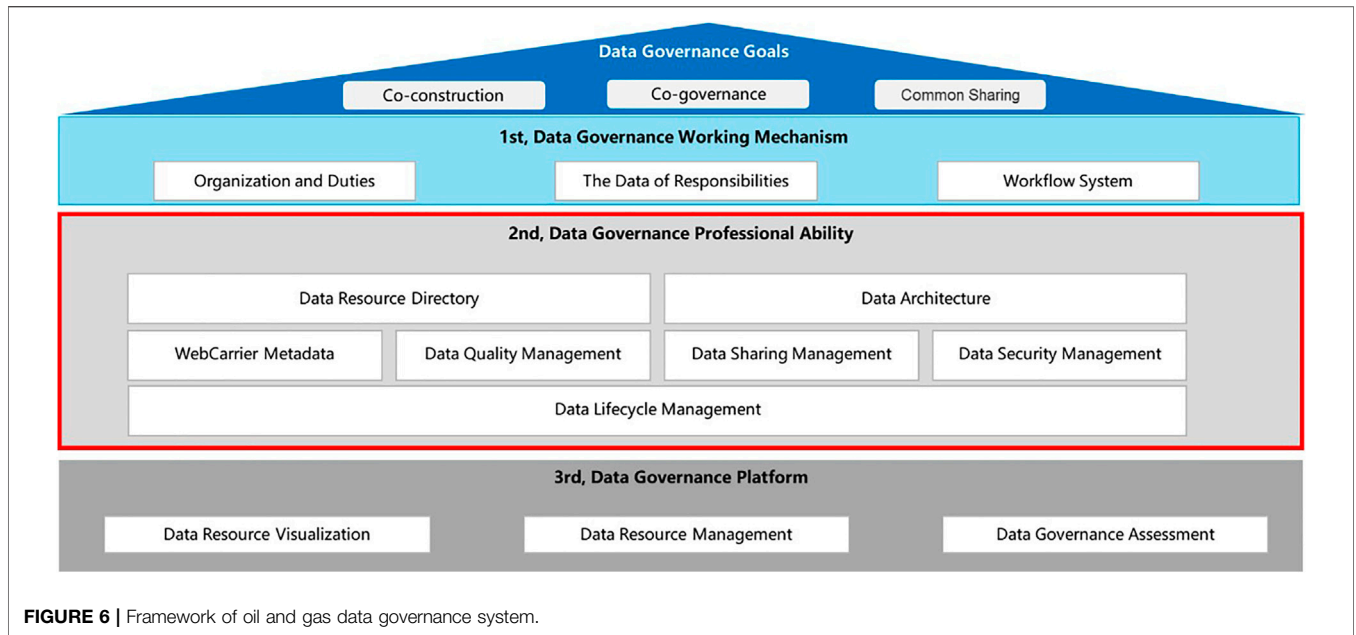 Data Governance Goals
Co-construction
Co-governance
Common Sharing
1st, Data Governance Working Mechanism
Organization and Duties
The Data of Responsibilities
Workflow System
2nd, Data Governance Professional Ability
Data Resource Directory
Data Architecture
WebCarrier Metadata
Data Quality Management
Data Sharing Management
Data Security Management
Data Lifecycle Management
3rd, Data Governance Platform
Data Resource Visualization
Data Resource Management
Data Governance Assessment
FIGURE 6 | Framework of oil and gas data governance system.